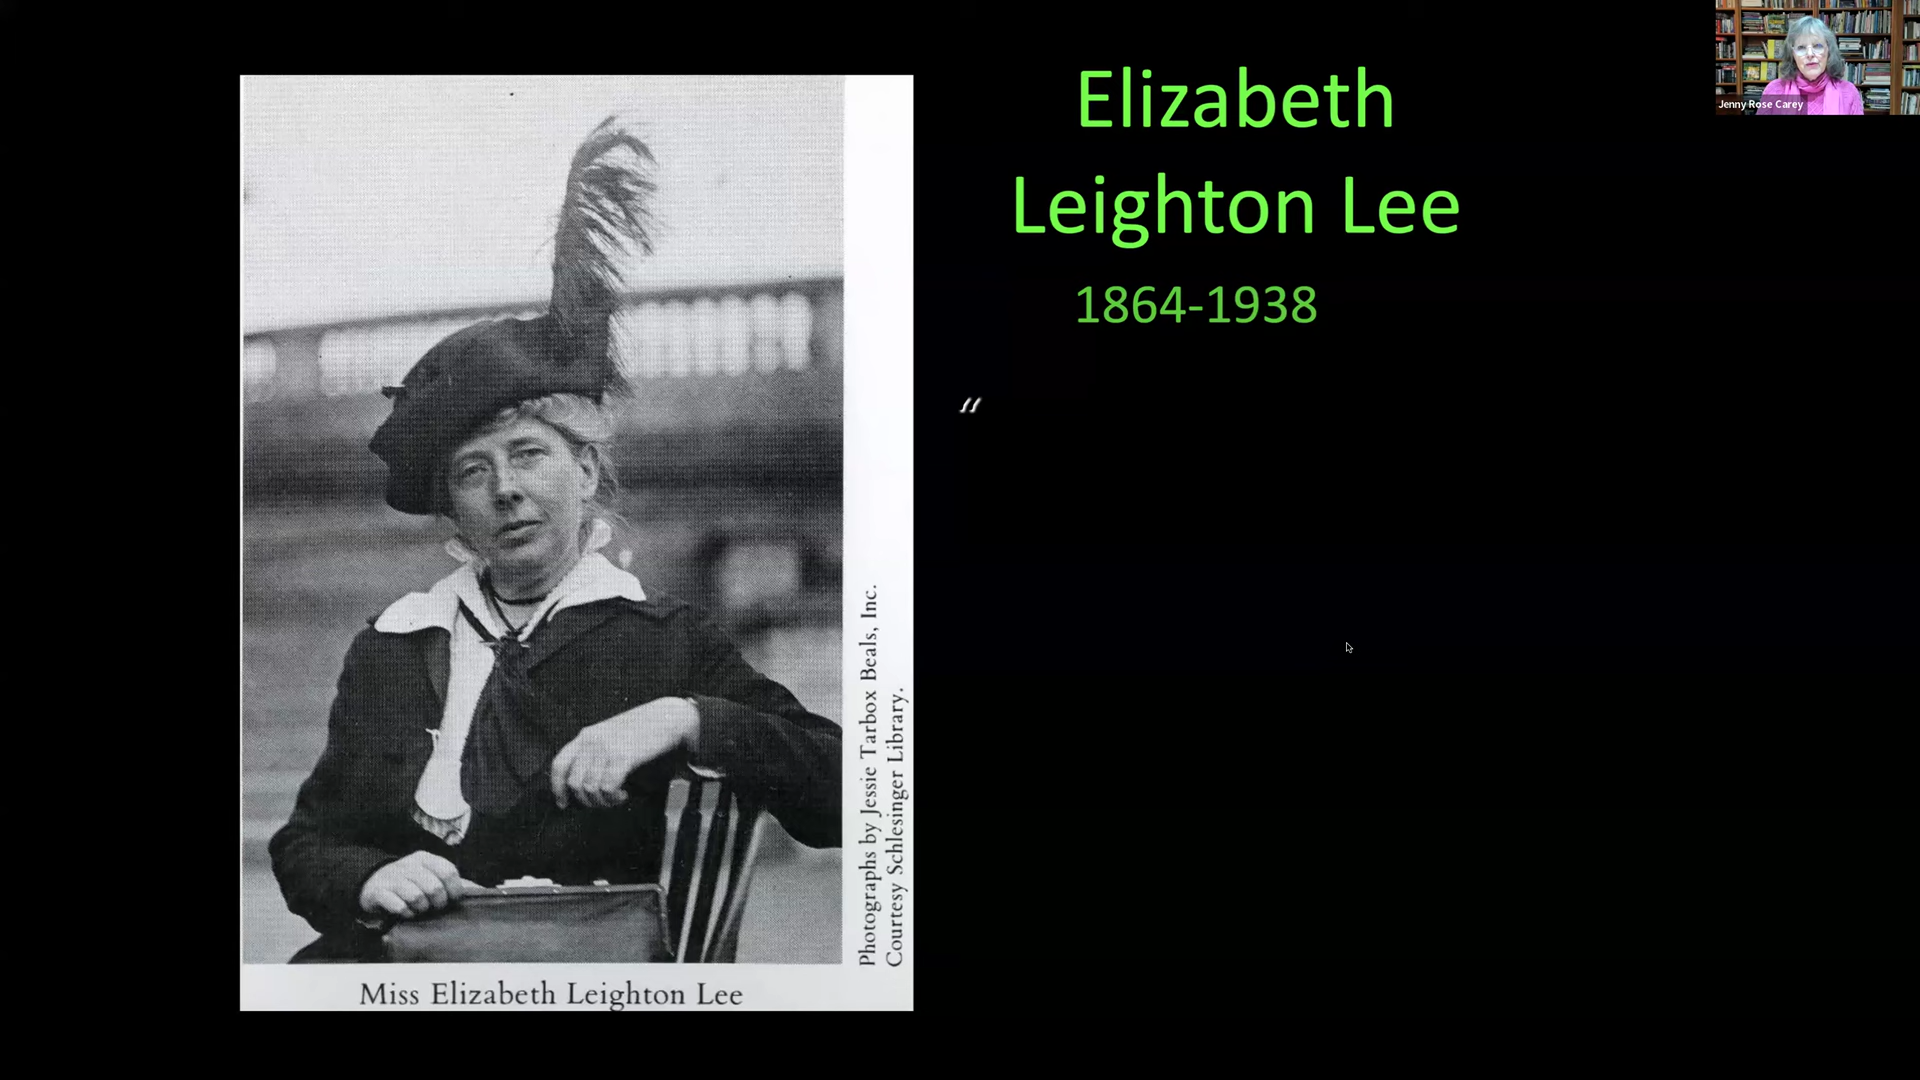 Elizabeth
Leighton Lee
1864-1938
“
Jenny Rose Carey
Photographs by Jessie Tarbox Beals, Inc.
Courtesy Schlesinger Library.
Miss Elizabeth Leighton Lee